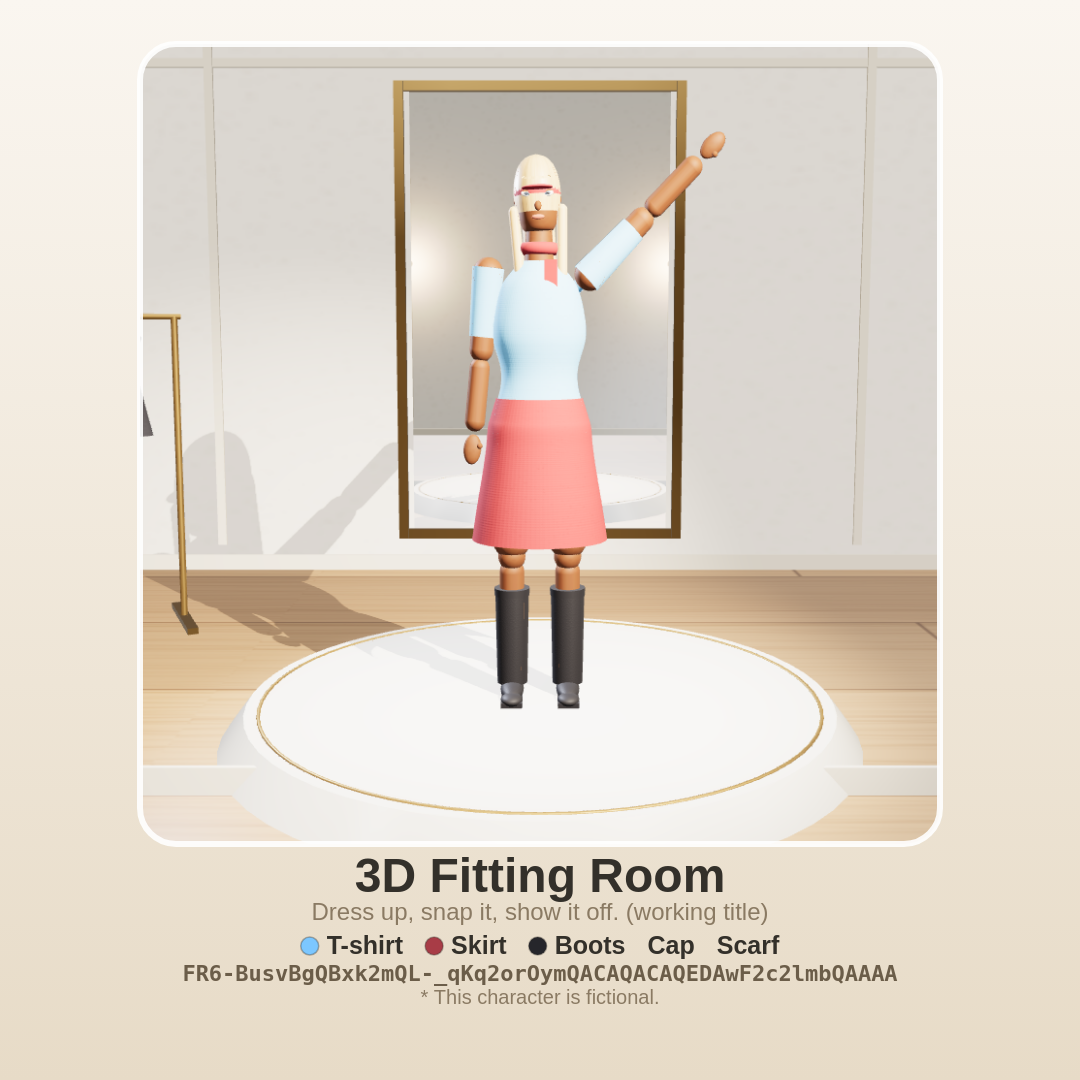 3D Fitting Room
Dress up, snap it, show it off. (working title)
T-shirt Skirt Boots Cap Scarf
FR6-BusvBgQBxk2mQL-_qKq2orOymQACAQACAQEDAwF2c2lmbQAAAA
* This character is fictional.